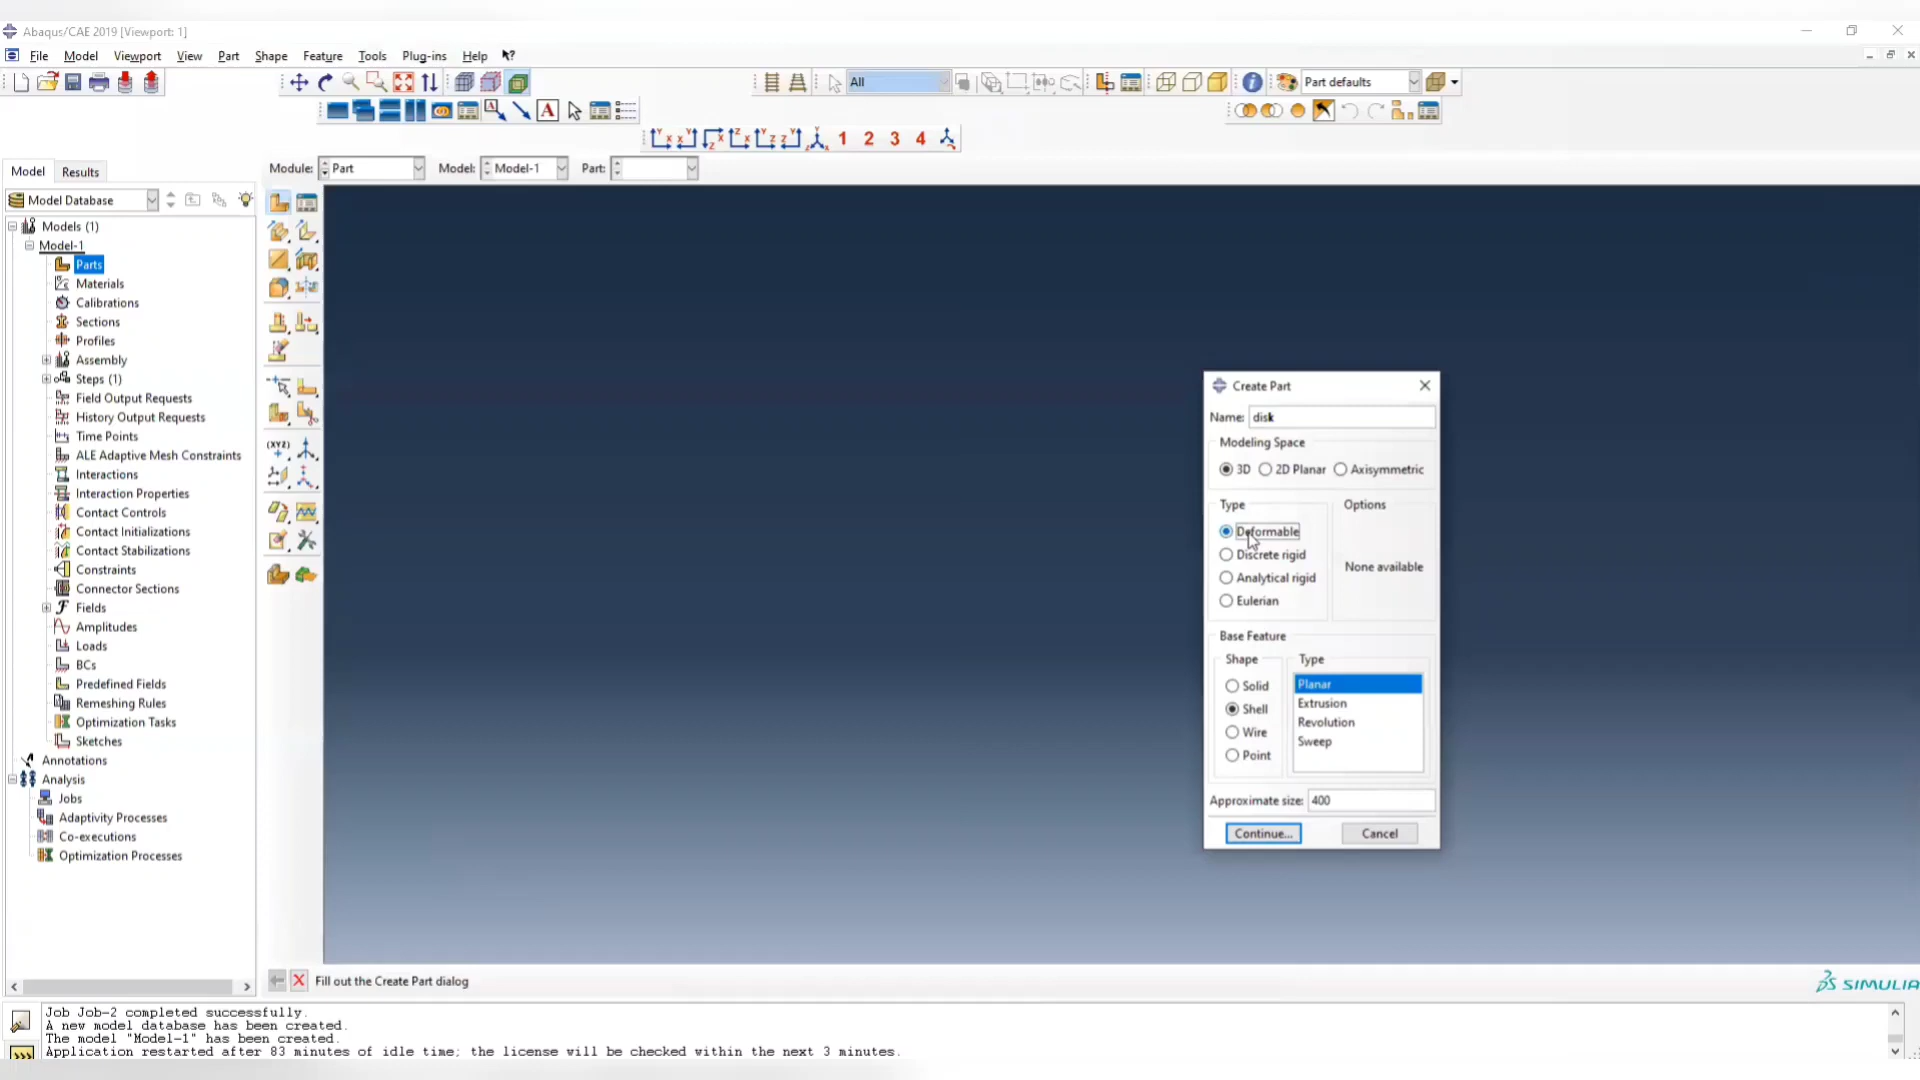 Abaqus/CAE 2019 [Viewport: 1]
File Model Viewport View Part Shape Feature Tools Plug-ins Help
All
Part defaults
A
1 2 3 4
Model Results
Module: Part Model: Model-1 Part:
Model Database
Models (1)
Model-1
Parts
Materials
Calibrations
Sections
Profiles
Assembly
Steps (1)
Field Output Requests
History Output Requests
Time Points
ALE Adaptive Mesh Constraints
Interactions
Interaction Properties
Contact Controls
Contact Initializations
Contact Stabilizations
Constraints
Connector Sections
Fields
Amplitudes
Loads
BCs
Predefined Fields
Remeshing Rules
Optimization Tasks
Sketches
Annotations
Analysis
Jobs
Adaptivity Processes
Co-executions
Optimization Processes
(XYZ)
Create Part
Name: disk
Modeling Space
3D 2D Planar Axisymmetric
Type Options
Deformable
Discrete rigid
Analytical rigid
Eulerian
None available
Base Feature
Shape Type
Solid
Shell
Wire
Point
Planar
Extrusion
Revolution
Sweep
Approximate size: 400
Continue... Cancel
Fill out the Create Part dialog
SIMULIA
Job Job-2 completed successfully.
A new model database has been created.
The model "Model-1" has been created.
Application restarted after 83 minutes of idle time; the license will be checked within the next 3 minutes.
>>>